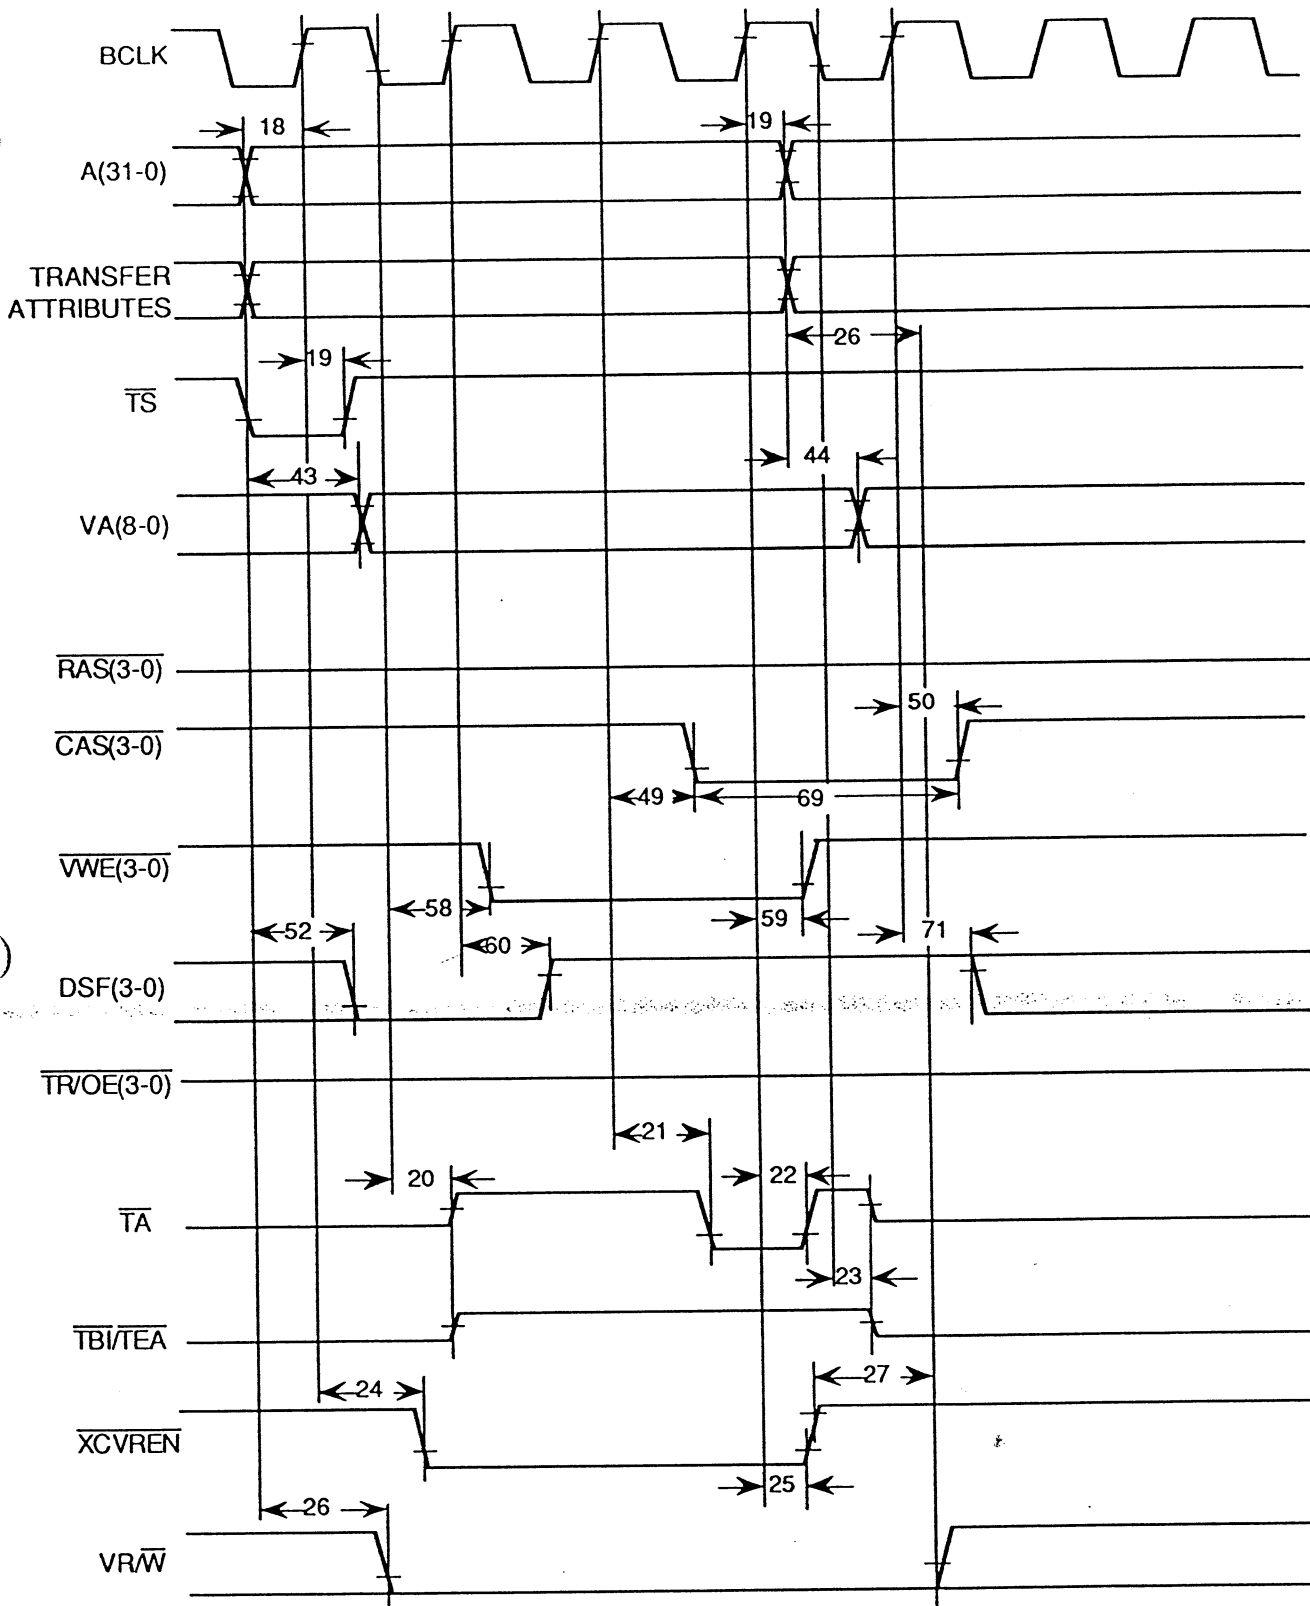 BCLK
18
19
A(31-0)
TRANSFER
ATTRIBUTES
26
19
TS
44
43
VA(8-0)
RAS(3-0)
50
CAS(3-0)
49
69
VWE(3-0)
58
59
52
60
71
DSF(3-0)
TR/OE(3-0)
21
20
22
TA
23
TBI/TEA
27
24
XCVREN
25
26
VR/W